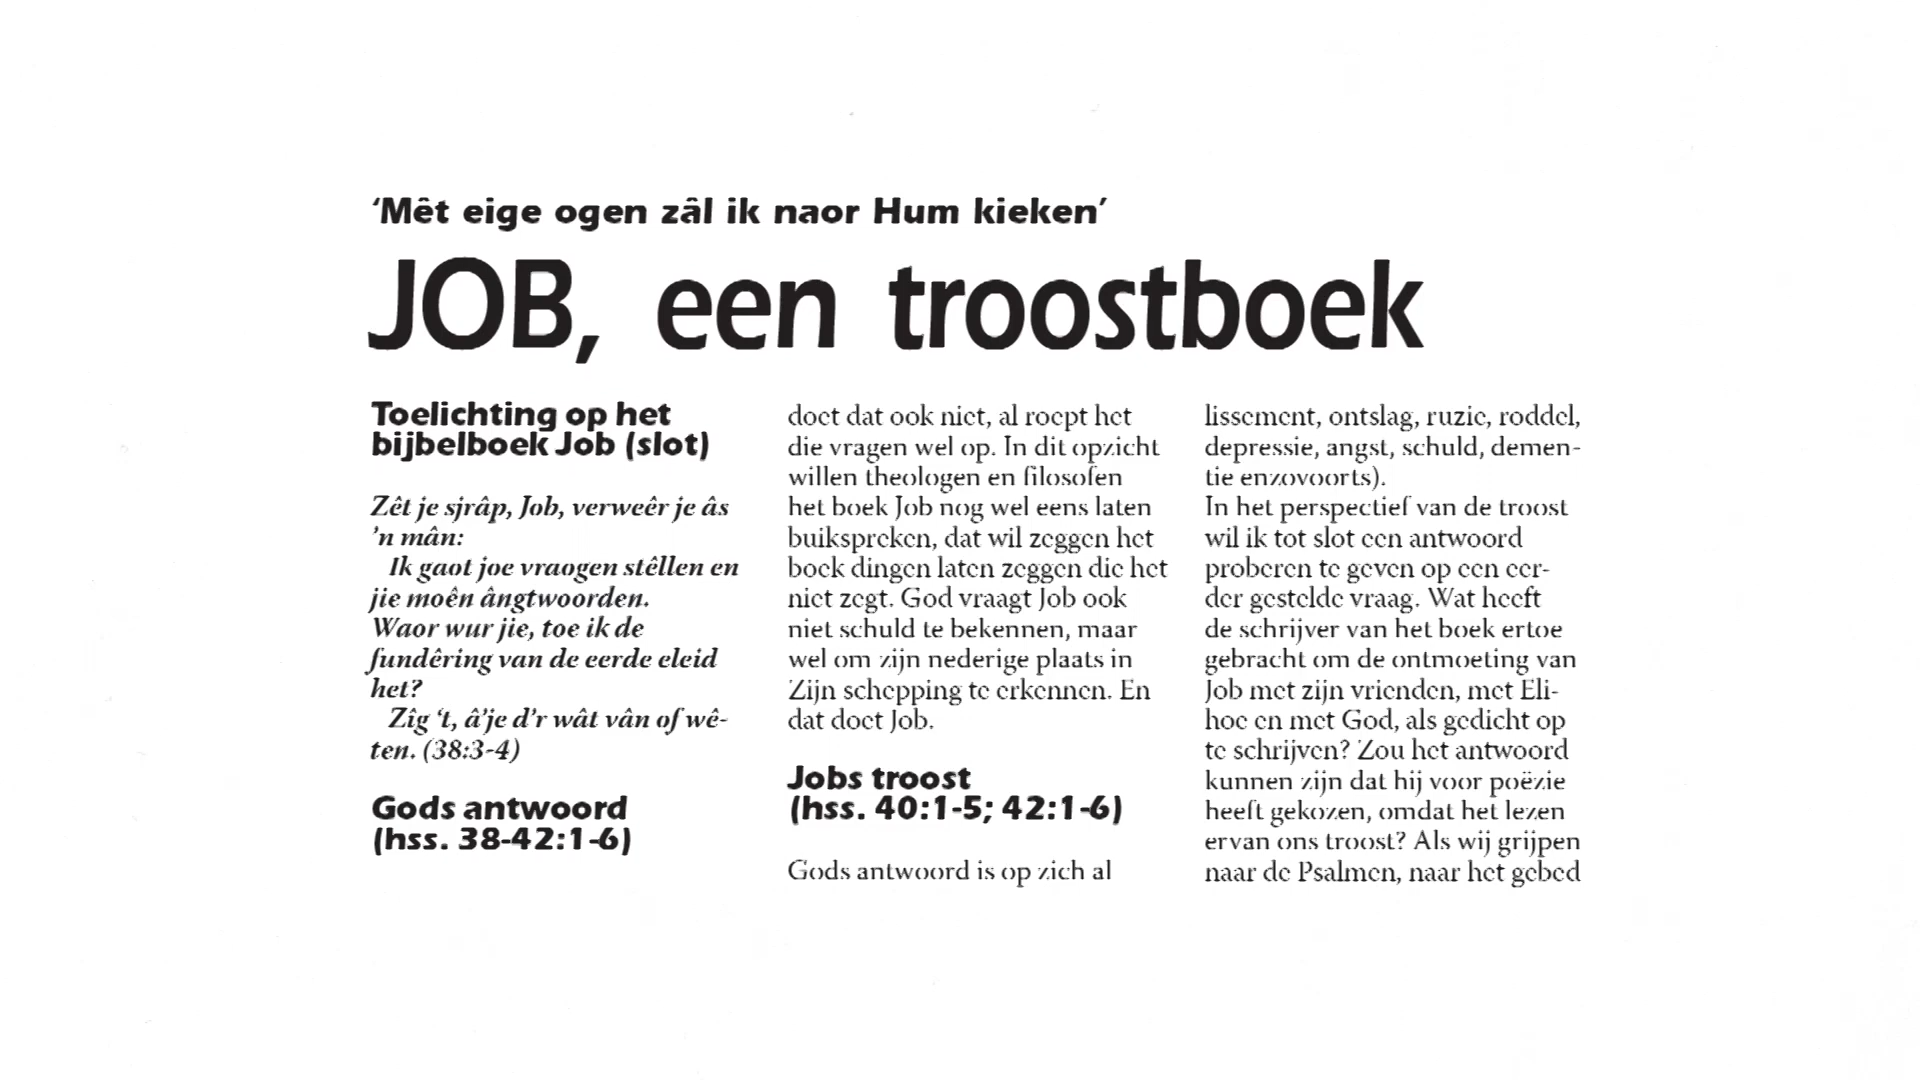 ‘Mêt eige ogen zâl ik naor Hum kieken’
JOB, een troostboek
Toelichting op het
bijbelboek Job (slot)
Zêt je sjrâp, Job, verweêr je âs
’n mân:
Ik gaot joe vraogen stêllen en
jie moên ângtwoorden.
Waor wur jie, toe ik de
fundêring van de eerde eleid
het?
Zîg ‘t, â’je d’r wât vân of wê-
ten. (38:3-4)
Gods antwoord
(hss. 38-42:1-6)
doet dat ook niet, al roept het
die vragen wel op. In dit opzicht
willen theologen en filosofen
het boek Job nog wel eens laten
buikspreken, dat wil zeggen het
boek dingen laten zeggen die het
niet zegt. God vraagt Job ook
niet schuld te bekennen, maar
wel om zijn nederige plaats in
Zijn schepping te erkennen. En
dat doet Job.
Jobs troost
(hss. 40:1-5; 42:1-6)
Gods antwoord is op zich al
lissement, ontslag, ruzie, roddel,
depressie, angst, schuld, demen-
tie enzovoorts).
In het perspectief van de troost
wil ik tot slot een antwoord
proberen te geven op een eer-
der gestelde vraag. Wat heeft
de schrijver van het boek ertoe
gebracht om de ontmoeting van
Job met zijn vrienden, met Eli-
hoe en met God, als gedicht op
te schrijven? Zou het antwoord
kunnen zijn dat hij voor poëzie
heeft gekozen, omdat het lezen
ervan ons troost? Als wij grijpen
naar de Psalmen, naar het gebed